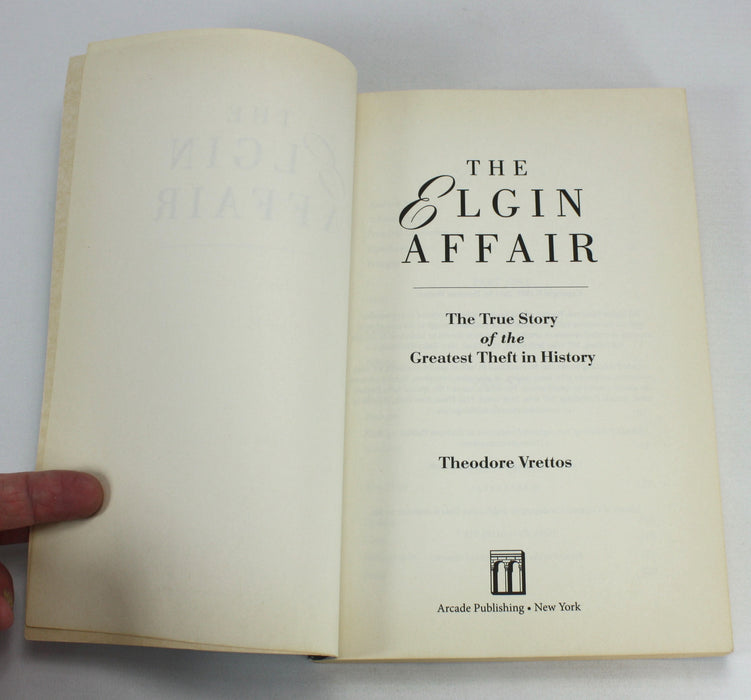 THE
ELGIN
AFFAIR
The True Story
of the
Greatest Theft in History
Theodore Vrettos
Arcade Publishing • New York